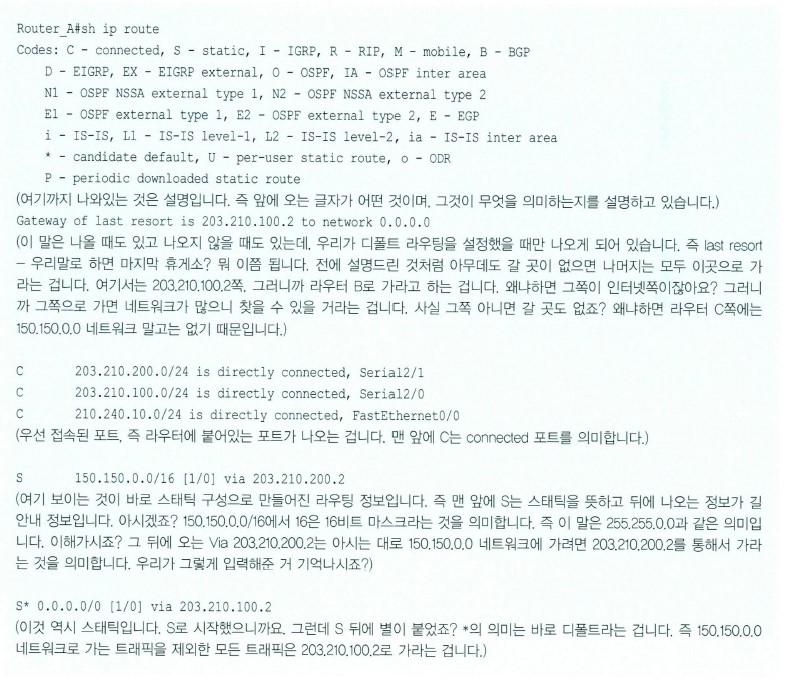 Router_A#sh ip route
Codes: C - connected, S - static, I - IGRP, R - RIP, M - mobile, B - BGP
D - EIGRP, EX - EIGRP external, O - OSPF, IA - OSPF inter area
N1 - OSPF NSSA external type 1, N2 - OSPF NSSA external type 2
E1 - OSPF external type 1, E2 - OSPF external type 2, E - EGP
i - IS-IS, L1 - IS-IS level-1, L2 - IS-IS level-2, ia - IS-IS inter area
* - candidate default, U - per-user static route, o - ODR
P - periodic downloaded static route
(여기까지 나와있는 것은 설명입니다. 즉 앞에 오는 글자가 어떤 것이며, 그것이 무엇을 의미하는지를 설명하고 있습니다.)
Gateway of last resort is 203.210.100.2 to network 0.0.0.0
(이 말은 나올 때도 있고 나오지 않을 때도 있는데, 우리가 디폴트 라우팅을 설정했을 때만 나오게 되어 있습니다. 즉 last resort
– 우리말로 하면 마지막 휴게소? 뭐 이쯤 됩니다. 전에 설명드린 것처럼 아무데도 갈 곳이 없으면 나머지는 모두 이곳으로 가
라는 겁니다. 여기서는 203.210.100.2쪽, 그러니까 라우터 B로 가라고 하는 겁니다. 왜냐하면 그쪽이 인터넷쪽이잖아요? 그러니
까 그쪽으로 가면 네트워크가 많으니 찾을 수 있을 거라는 겁니다. 사실 그쪽 아니면 갈 곳도 없죠? 왜냐하면 라우터 C쪽에는
150.150.0.0 네트워크 말고는 없기 때문입니다.)
C 203.210.200.0/24 is directly connected, Serial2/1
C 203.210.100.0/24 is directly connected, Serial2/0
C 210.240.10.0/24 is directly connected, FastEthernet0/0
(우선 접속된 포트, 즉 라우터에 붙어있는 포트가 나오는 겁니다. 맨 앞에 C는 connected 포트를 의미합니다.)
S 150.150.0.0/16 [1/0] via 203.210.200.2
(여기 보이는 것이 바로 스태틱 구성으로 만들어진 라우팅 정보입니다. 즉 맨 앞에 S는 스태틱을 뜻하고 뒤에 나오는 정보가 길
안내 정보입니다. 아시겠죠? 150.150.0.0/16에서 16은 16비트 마스크라는 것을 의미합니다. 즉 이 말은 255.255.0.0과 같은 의미입
니다. 이해가시죠? 그 뒤에 오는 Via 203.210.200.2는 아시는 대로 150.150.0.0 네트워크에 가려면 203.210.200.2를 통해서 가라
는 것을 의미합니다. 우리가 그렇게 입력해준 거 기억나시죠?)
S* 0.0.0.0/0 [1/0] via 203.210.100.2
(이것 역시 스태틱입니다. S로 시작했으니까요. 그런데 S 뒤에 별이 붙었죠? *의 의미는 바로 디폴트라는 겁니다. 즉 150.150.0.0
네트워크로 가는 트래픽을 제외한 모든 트래픽은 203.210.100.2로 가라는 겁니다.)